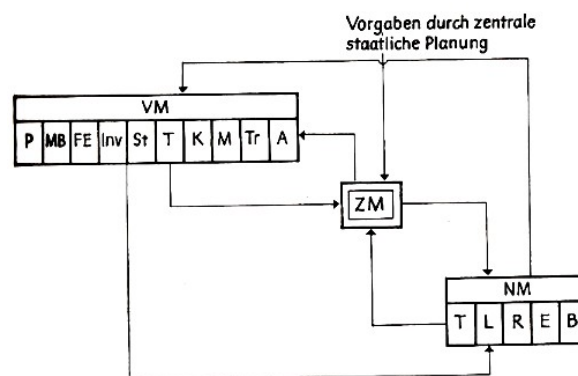 Vorgaben durch zentrale
staatliche Planung
VM
P MB FE Inv St T K M Tr A
ZM
NM
T L R E B